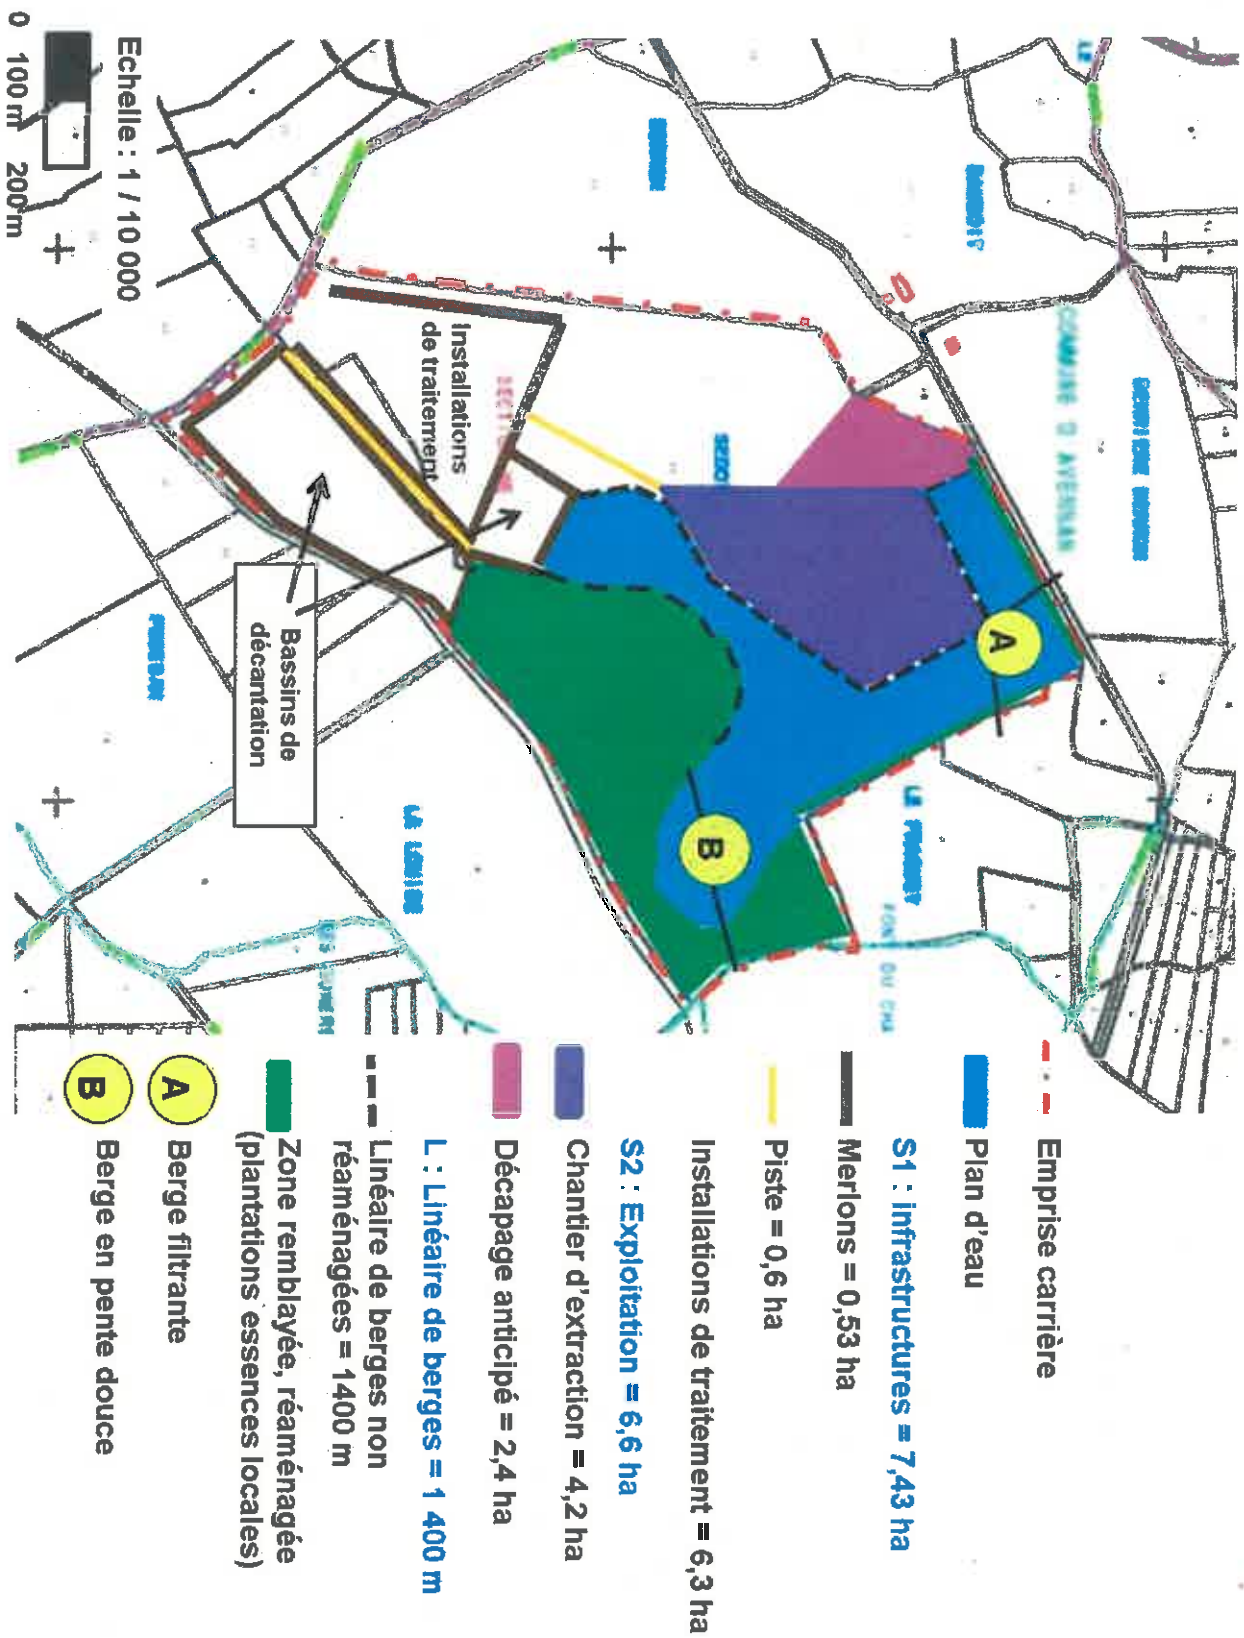 Emprise carrière
Plan d'eau
S1 : infrastructures = 7,43 ha
Merlons = 0,53 ha
Piste = 0,6 ha
Installations de traitement = 6,3 ha
S2 : Exploitation = 6,6 ha
Chantier d'extraction = 4,2 ha
Décapage anticipé = 2,4 ha
L : Linéaire de berges = 1 400 m
Linéaire de berges non
réaménagées = 1400 m
Zone remblayée, réaménagée
(plantations essences locales)
A
Berge filtrante
B
Berge en pente douce
LE
COMMUNE D'AVENNAN
A
B
Installations
de traitement
SECTION
Bassins de
décantation
Echelle : 1 / 10 000
0 100 m 200 m